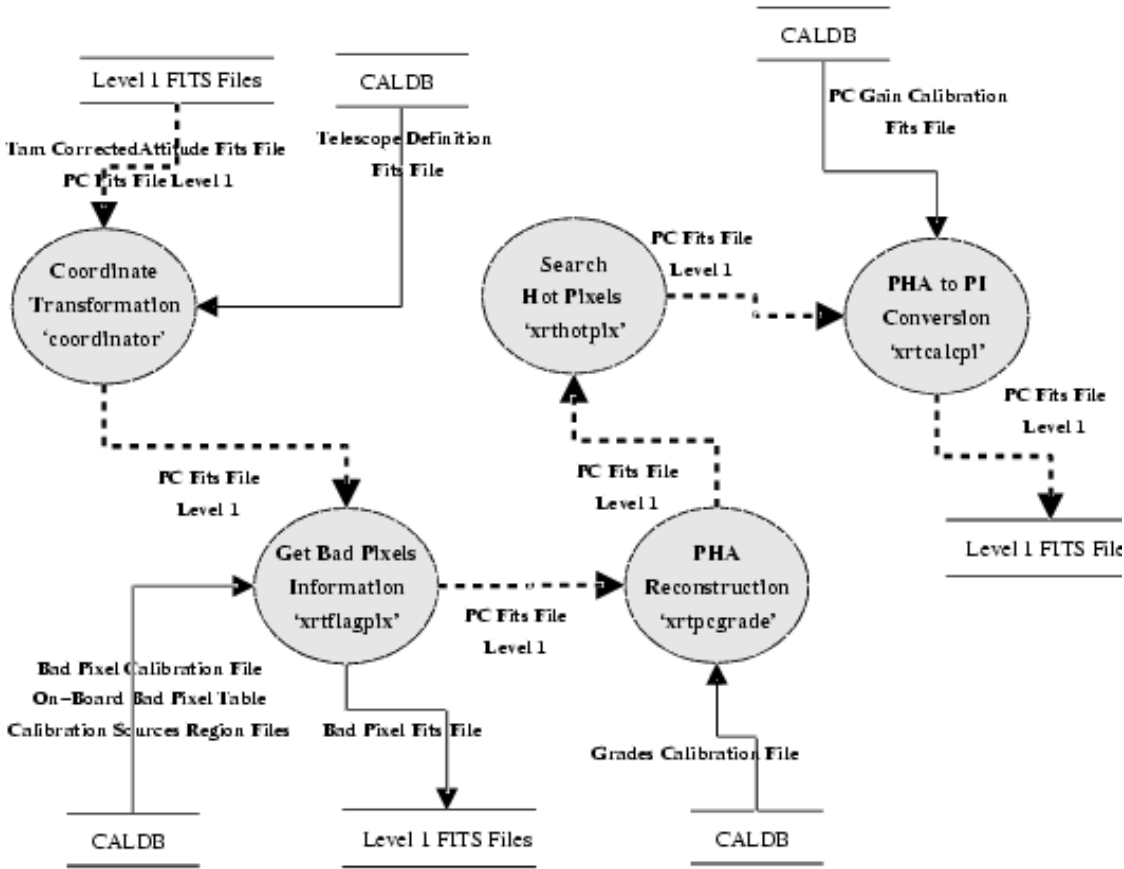 CALDB
Level 1 FITS Files
CALDB
PC Gain Calibration
Fits File
Tam CorrectedAttitude Fits File
PC Fits File Level 1
Telescope Definition
Fits File
Coordinate
Transformation
‘coordinator’
Search
Hot Pixels
‘xrthotpix’
PC Fits File
Level 1
PHA to PI
Conversion
‘xrtcalcpi’
PC Fits File
Level 1
PC Fits File
Level 1
PC Fits File
Level 1
Get Bad Pixels
Information
‘xrtflagpix’
PC Fits File
Level 1
PHA
Reconstruction
‘xrtpcgrade’
Level 1 FITS File
Bad Pixel Calibration File
On-Board Bad Pixel Table
Calibration Sources Region Files
Bad Pixel Fits File
Grades Calibration File
CALDB
Level 1 FITS Files
CALDB